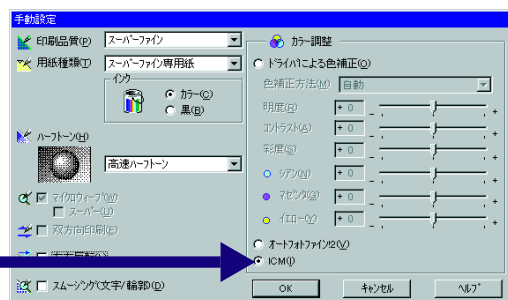 手動設定
印刷品質(P)
スーパーファイン
用紙種類(T)
スーパーファイン専用紙
インク
カラー(C)
黒(B)
ハーフトーン(H)
高速ハーフトーン
マイクロウィーブ(W)
スーパー(U)
双方向印刷(E)
スムージング(文字/輪郭)(D)
カラー調整
ドライバによる色補正(O)
色補正方法(M) 自動
明度(R) + 0 - +
コントラスト(A) + 0 - +
彩度(S) + 0 - +
シアン(N) + 0 - +
マゼンタ(G) + 0 - +
イエロー(Y) + 0 - +
オートフォトファイン!2(V)
ICM(I)
OK キャンセル ヘルプ